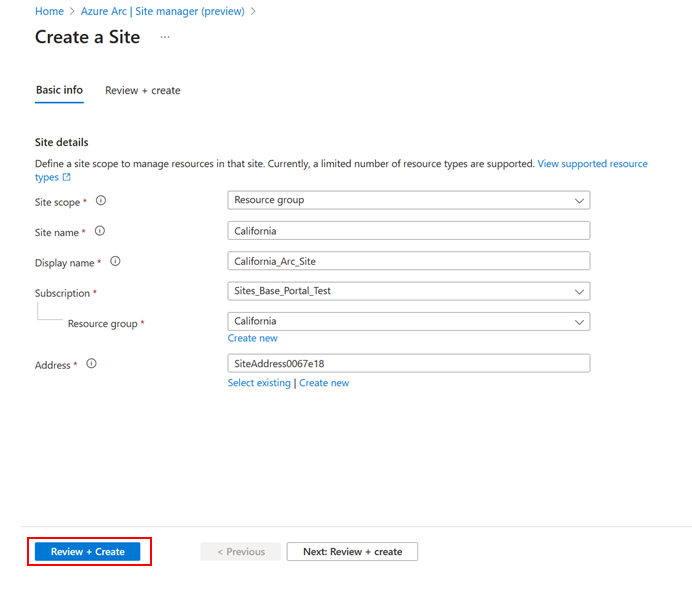 Home > Azure Arc | Site manager (preview) >
Create a Site ...
Basic info Review + create
Site details
Define a site scope to manage resources in that site. Currently, a limited number of resource types are supported. View supported resource
types
Site scope * Resource group
Site name * California
Display name * California_Arc_Site
Subscription * Sites_Base_Portal_Test
Resource group * California
Create new
Address * SiteAddress0067e18
Select existing | Create new
Review + Create < Previous Next: Review + create